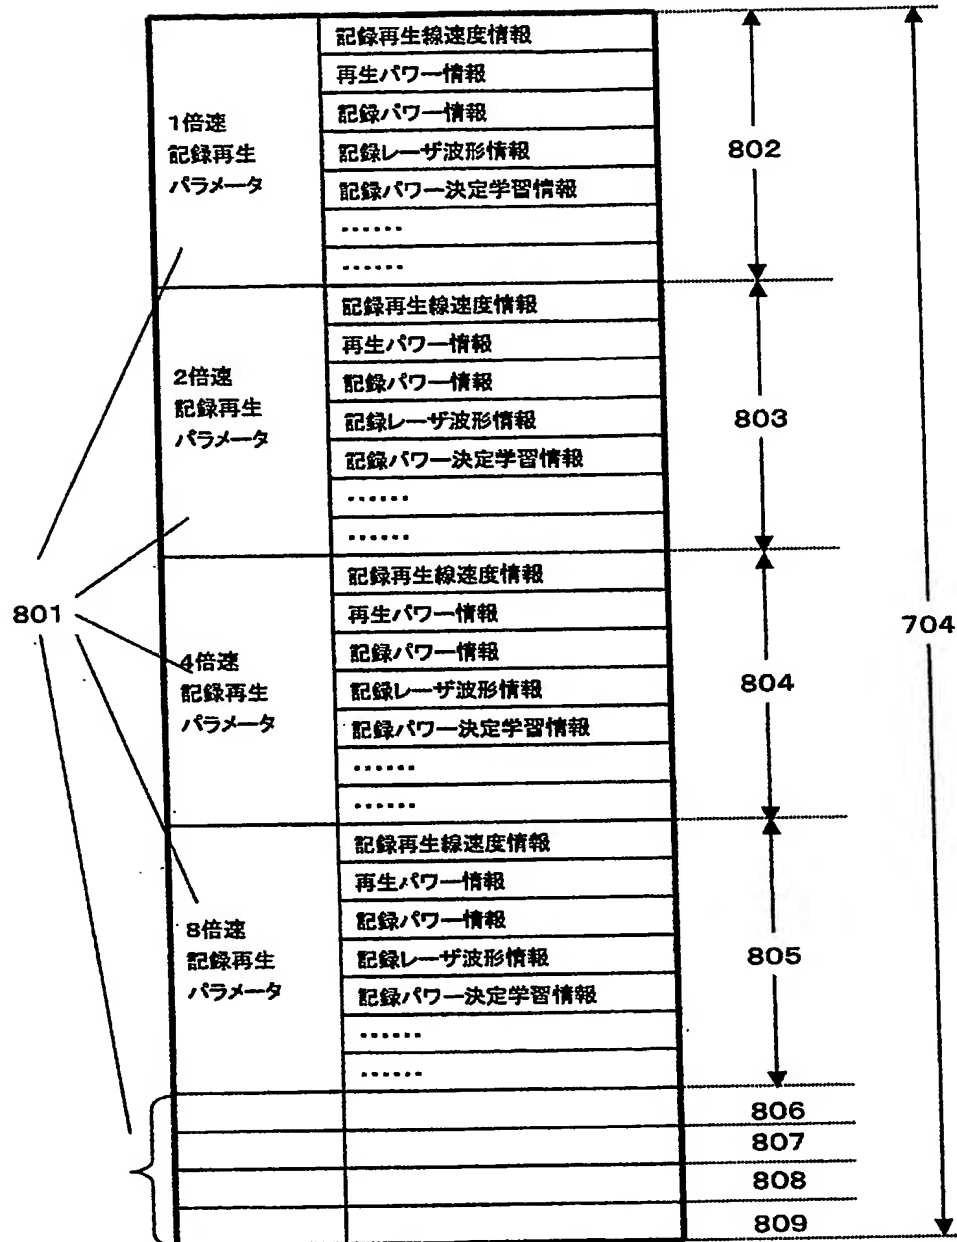 1倍速
記録再生
パラメータ
記録再生線速度情報
再生パワー情報
記録パワー情報
記録レーザ波形情報
記録パワー決定学習情報
......
......
802
2倍速
記録再生
パラメータ
記録再生線速度情報
再生パワー情報
記録パワー情報
記録レーザ波形情報
記録パワー決定学習情報
......
......
803
801
4倍速
記録再生
パラメータ
記録再生線速度情報
再生パワー情報
記録パワー情報
記録レーザ波形情報
記録パワー決定学習情報
......
......
804
704
8倍速
記録再生
パラメータ
記録再生線速度情報
再生パワー情報
記録パワー情報
記録レーザ波形情報
記録パワー決定学習情報
......
......
805
806
807
808
809